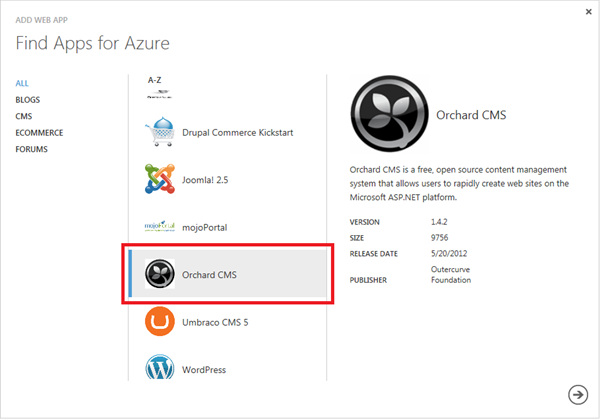 ADD WEB APP
Find Apps for Azure
ALL
BLOGS
CMS
ECOMMERCE
FORUMS
A-Z
Drupal Commerce Kickstart
Joomla! 2.5
mojoPortal
mojoPortal
Orchard CMS
Umbraco CMS 5
WordPress
Orchard CMS
Orchard CMS is a free, open source content management
system that allows users to rapidly create web sites on the
Microsoft ASP.NET platform.
VERSION 1.4.2
SIZE 9756
RELEASE DATE 5/20/2012
PUBLISHER Outercurve
Foundation